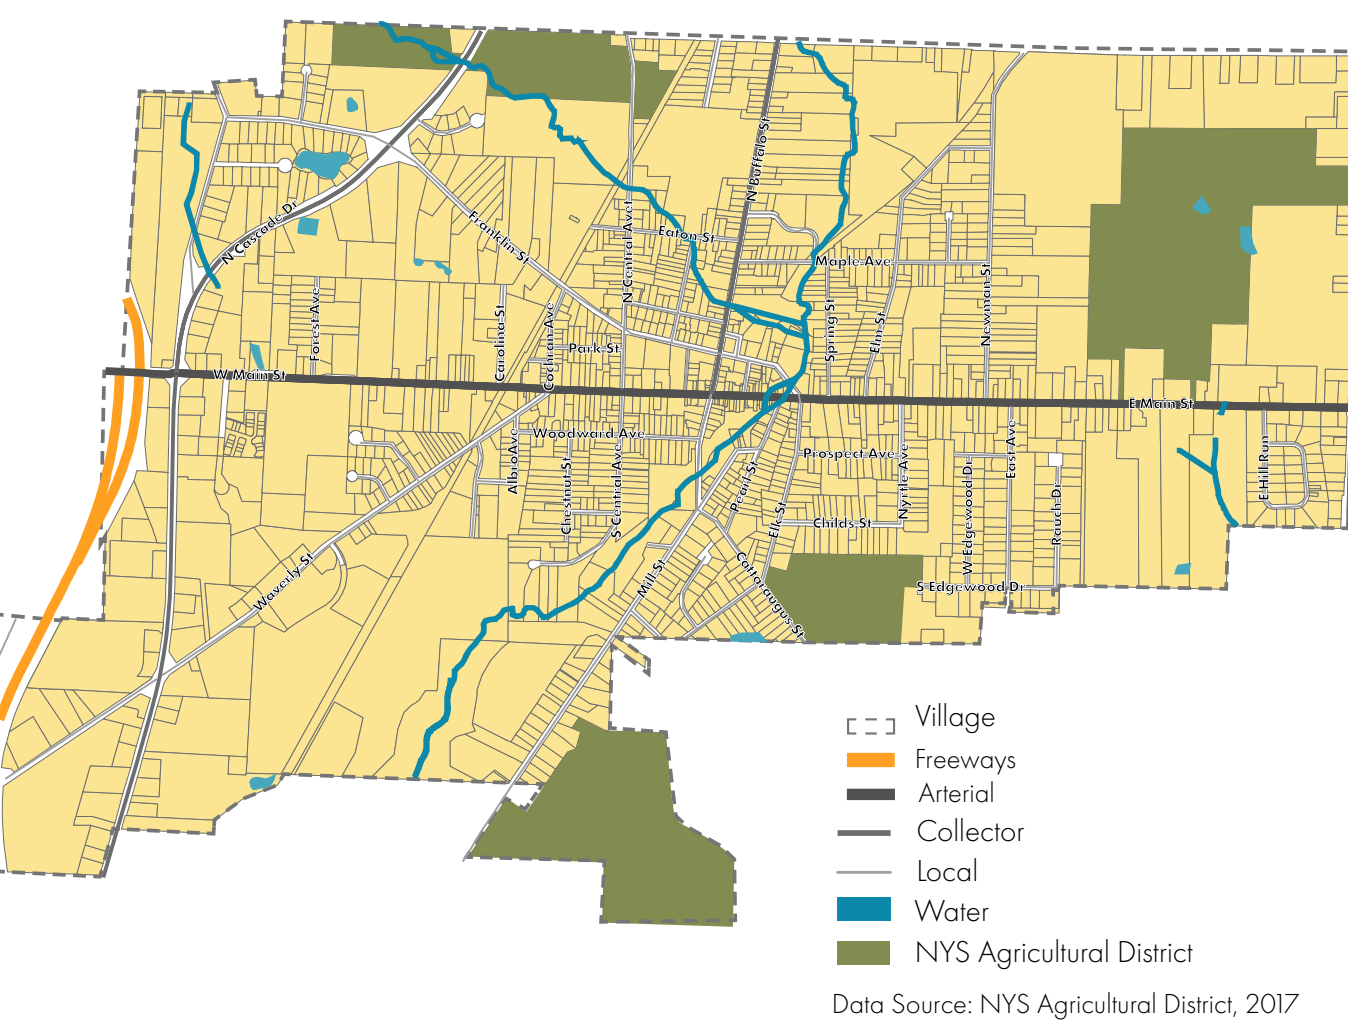 N Buffalo St
N Cascade Dr
Franklin St
N Central Ave
Eaton St
Maple Ave
Forest Ave
Carolina St
Cochran Ave
Park St
Spring St
Elm St
Newman St
W Main St
E Main St
Woodward Ave
Albro Ave
Chestnut St
S Central Ave
Pearl St
Prospect Ave
Myrtle Ave
East Ave
E Hill Run
W Edgewood Dr
Rauch Dr
Elk St
Childs St
Waverly St
Mill St
Cattaraugus St
S Edgewood Dr
Village
Freeways
Arterial
Collector
Local
Water
NYS Agricultural District
Data Source: NYS Agricultural District, 2017